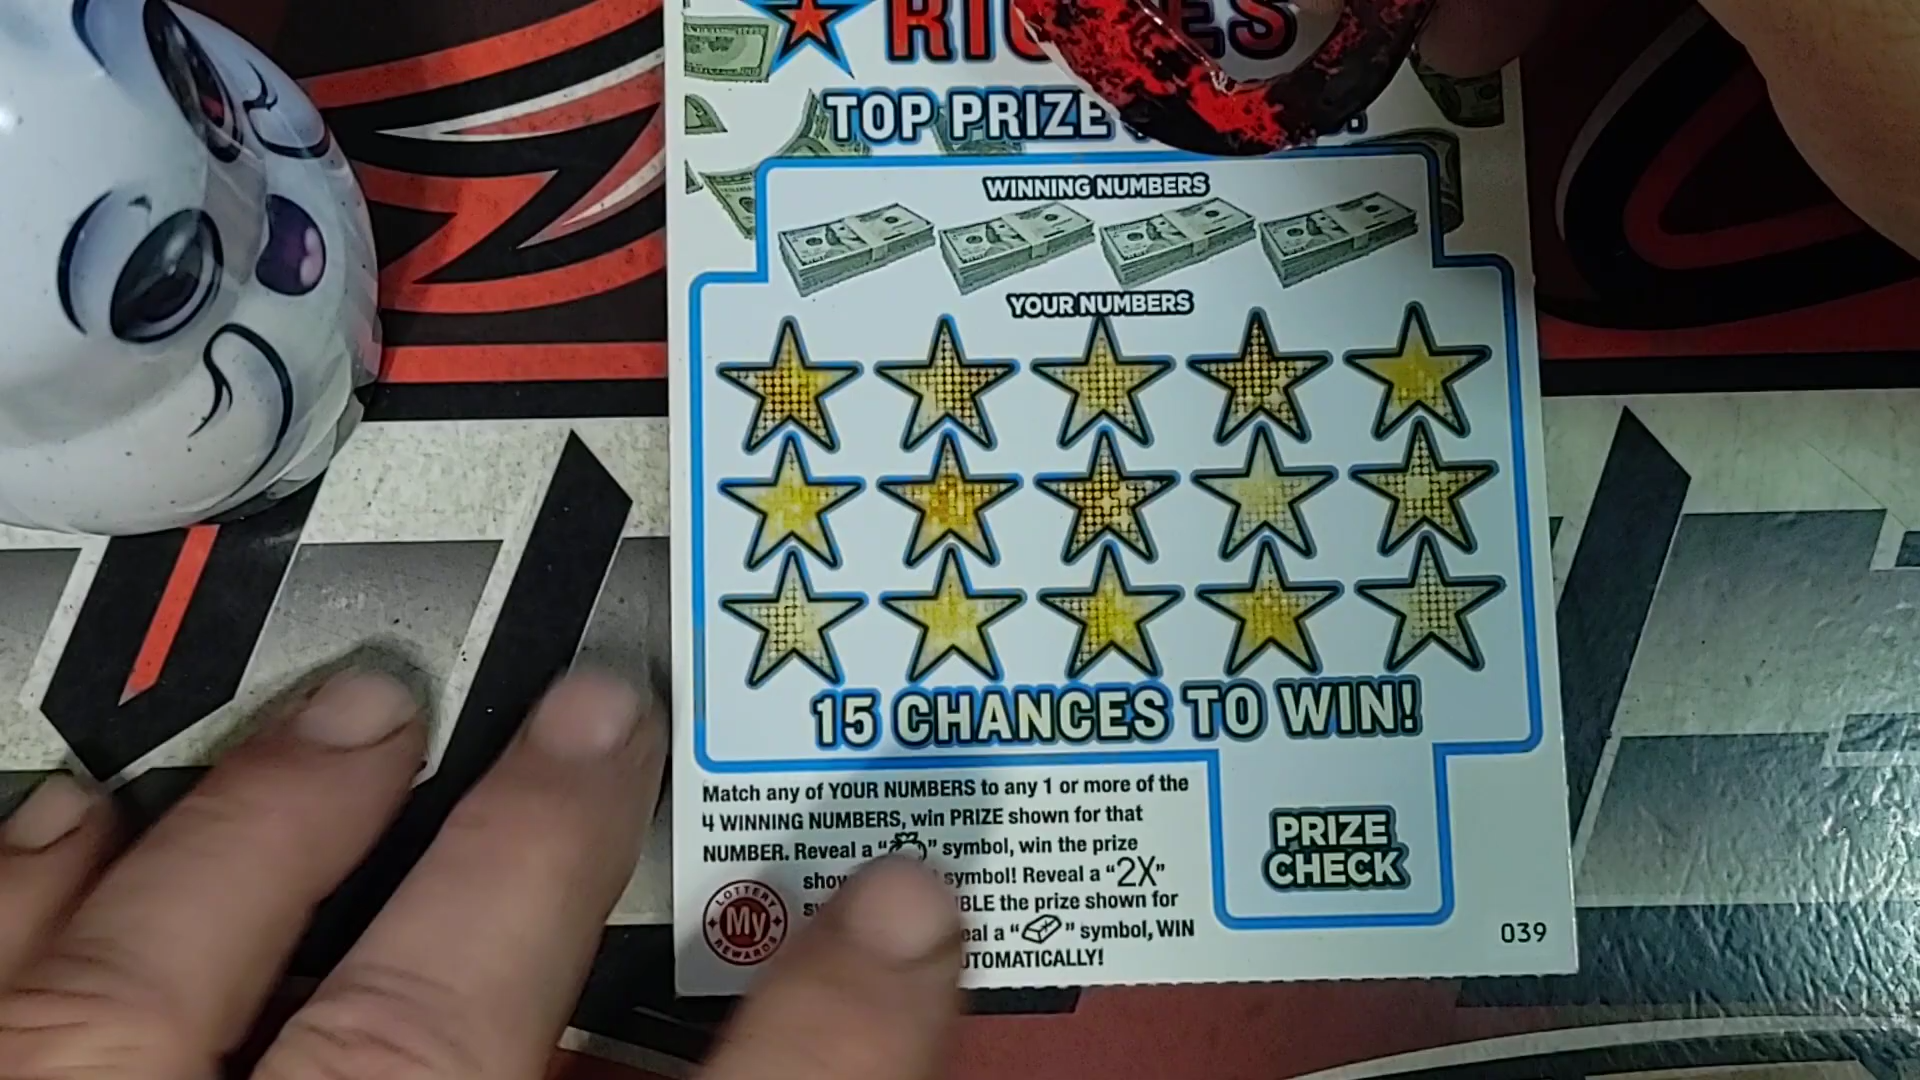 TOP PRIZE
WINNING NUMBERS
YOUR NUMBERS
15 CHANCES TO WIN!
Match any of YOUR NUMBERS to any 1 or more of the
4 WINNING NUMBERS, win PRIZE shown for that
NUMBER. Reveal a " " symbol, win the prize
symbol! Reveal a "2X"
the prize shown for
a " " symbol, WIN
LOTTERY
My
REWARDS
PRIZE
CHECK
039